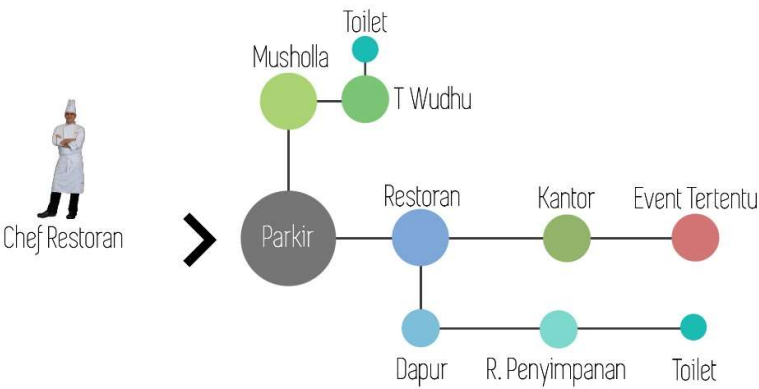 Toilet
Musholla
T Wudhu
Chef Restoran
Parkir
Restoran
Kantor
Event Tertentu
Dapur
R. Penyimpanan
Toilet